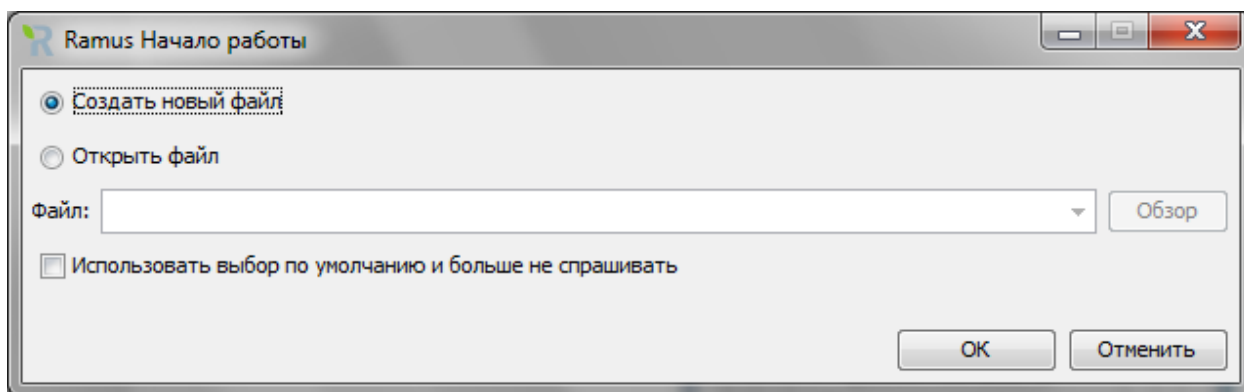 Ramus Начало работы
Создать новый файл
Открыть файл
Файл: Обзор
Использовать выбор по умолчанию и больше не спрашивать
OK Отменить